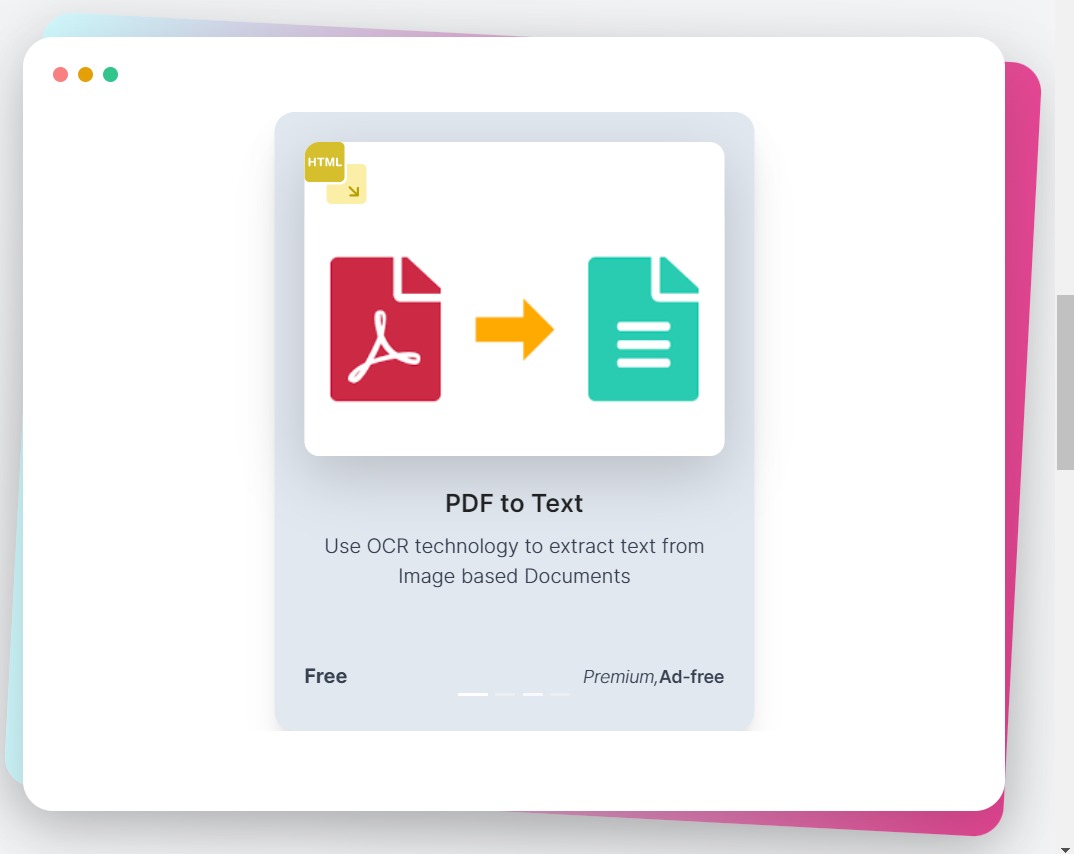 HTML
PDF to Text
Use OCR technology to extract text from
Image based Documents
Free
Premium,Ad-free